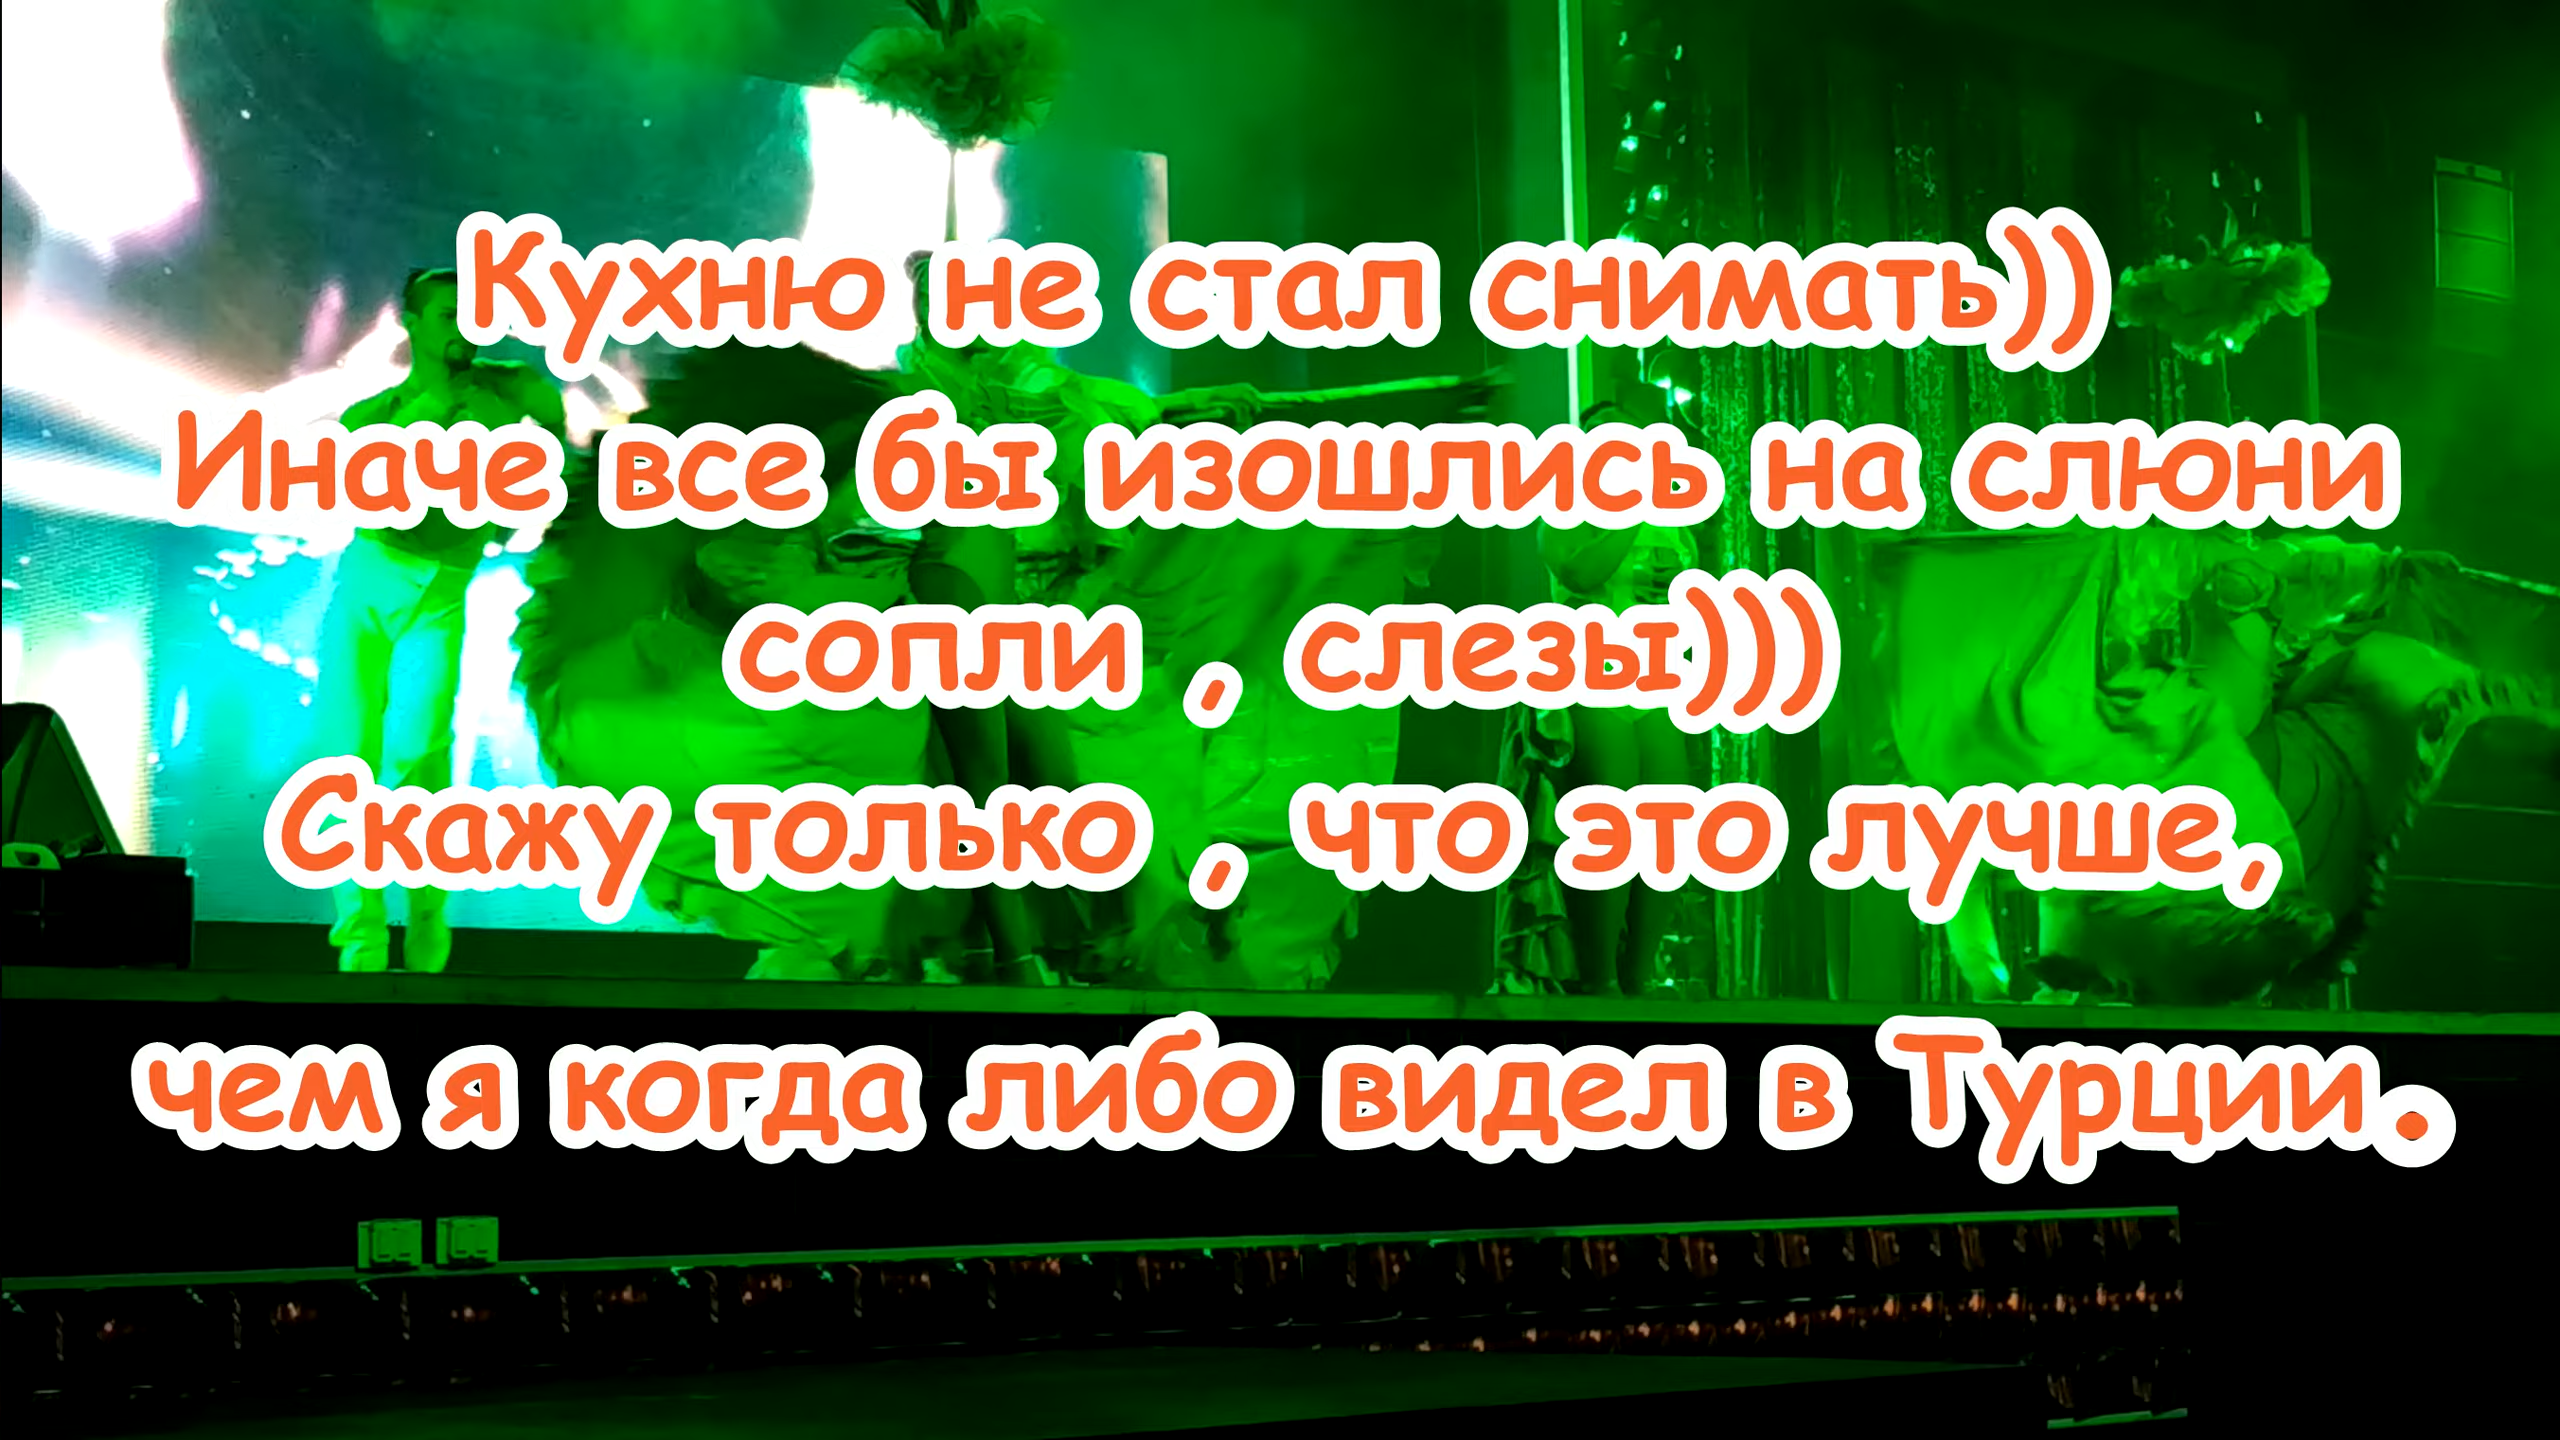 Кухню не стал снимать))
Иначе все бы изошлись на слюни
сопли , слезы)))
Скажу только , что это лучше,
чем я когда либо видел в Турции.